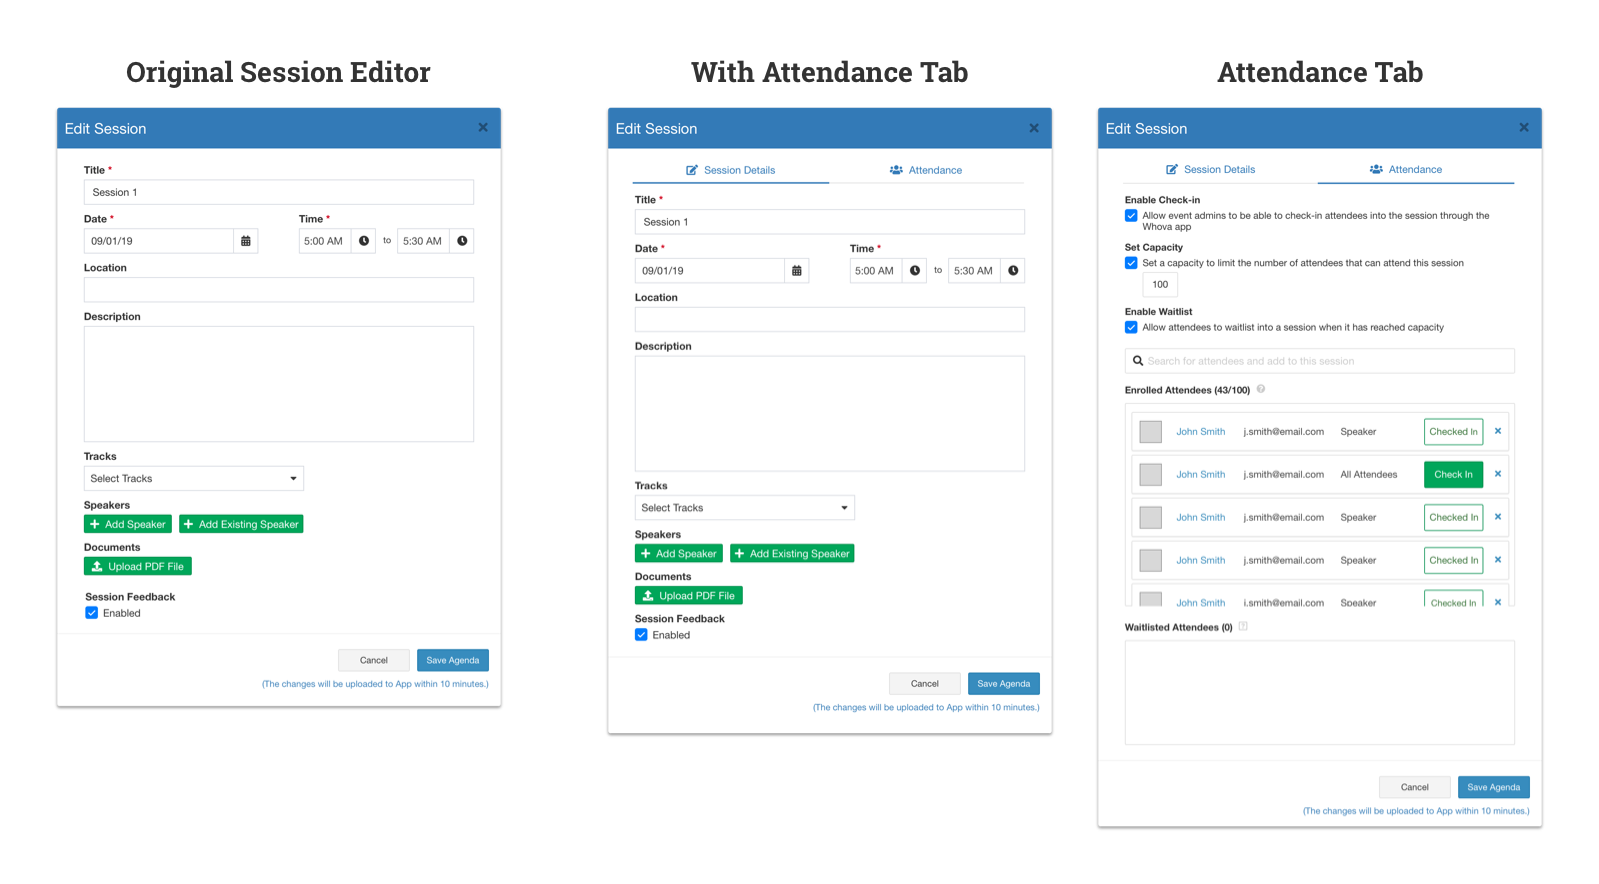 Original Session Editor
Edit Session
Title *
Session 1
Date *
Time *
09/01/19
5:00 AM
to
5:30 AM
Location
Description
Tracks
Select Tracks
Speakers
Add Speaker
Add Existing Speaker
Documents
Upload PDF File
Session Feedback
Enabled
Cancel
Save Agenda
(The changes will be uploaded to App within 10 minutes.)
With Attendance Tab
Edit Session
Session Details
Attendance
Title *
Session 1
Date *
Time *
09/01/19
5:00 AM
to
5:30 AM
Location
Description
Tracks
Select Tracks
Speakers
Add Speaker
Add Existing Speaker
Documents
Upload PDF File
Session Feedback
Enabled
Cancel
Save Agenda
(The changes will be uploaded to App within 10 minutes.)
Attendance Tab
Edit Session
Session Details
Attendance
Enable Check-in
Allow event admins to be able to check-in attendees into the session through the
Whova app
Set Capacity
Set a capacity to limit the number of attendees that can attend this session
100
Enable Waitlist
Allow attendees to waitlist into a session when it has reached capacity
Search for attendees and add to this session
Enrolled Attendees (43/100) ?
John Smith j.smith@email.com Speaker Checked In
John Smith j.smith@email.com All Attendees Check In
John Smith j.smith@email.com Speaker Checked In
John Smith j.smith@email.com Speaker Checked In
John Smith j.smith@email.com Speaker Checked In
Waitlisted Attendees (0) ?
Cancel
Save Agenda
(The changes will be uploaded to App within 10 minutes.)